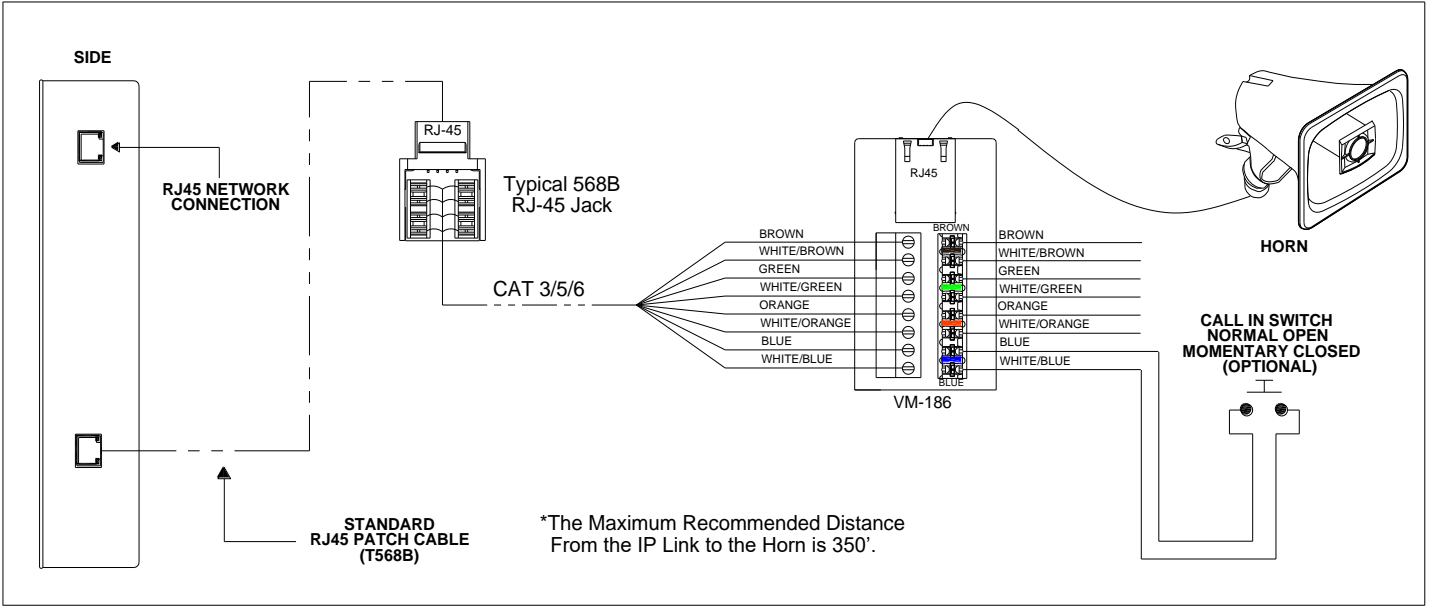 SIDE
RJ45 NETWORK
CONNECTION
RJ-45
Typical 568B
RJ-45 Jack
CAT 3/5/6
STANDARD
RJ45 PATCH CABLE
(T568B)
BROWN
WHITE/BROWN
GREEN
WHITE/GREEN
ORANGE
WHITE/ORANGE
BLUE
WHITE/BLUE
RJ45
BROWN
BLUE
VM-186
BROWN
WHITE/BROWN
GREEN
WHITE/GREEN
ORANGE
WHITE/ORANGE
BLUE
WHITE/BLUE
HORN
CALL IN SWITCH
NORMAL OPEN
MOMENTARY CLOSED
(OPTIONAL)
*The Maximum Recommended Distance
From the IP Link to the Horn is 350’.